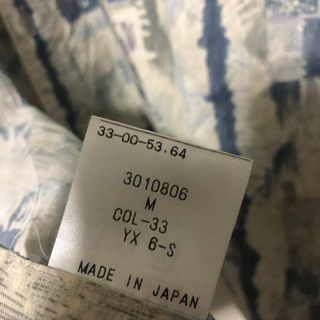 33-00-53.64
3010806
M
COL-33
YX 6-S
MADE IN JAPAN